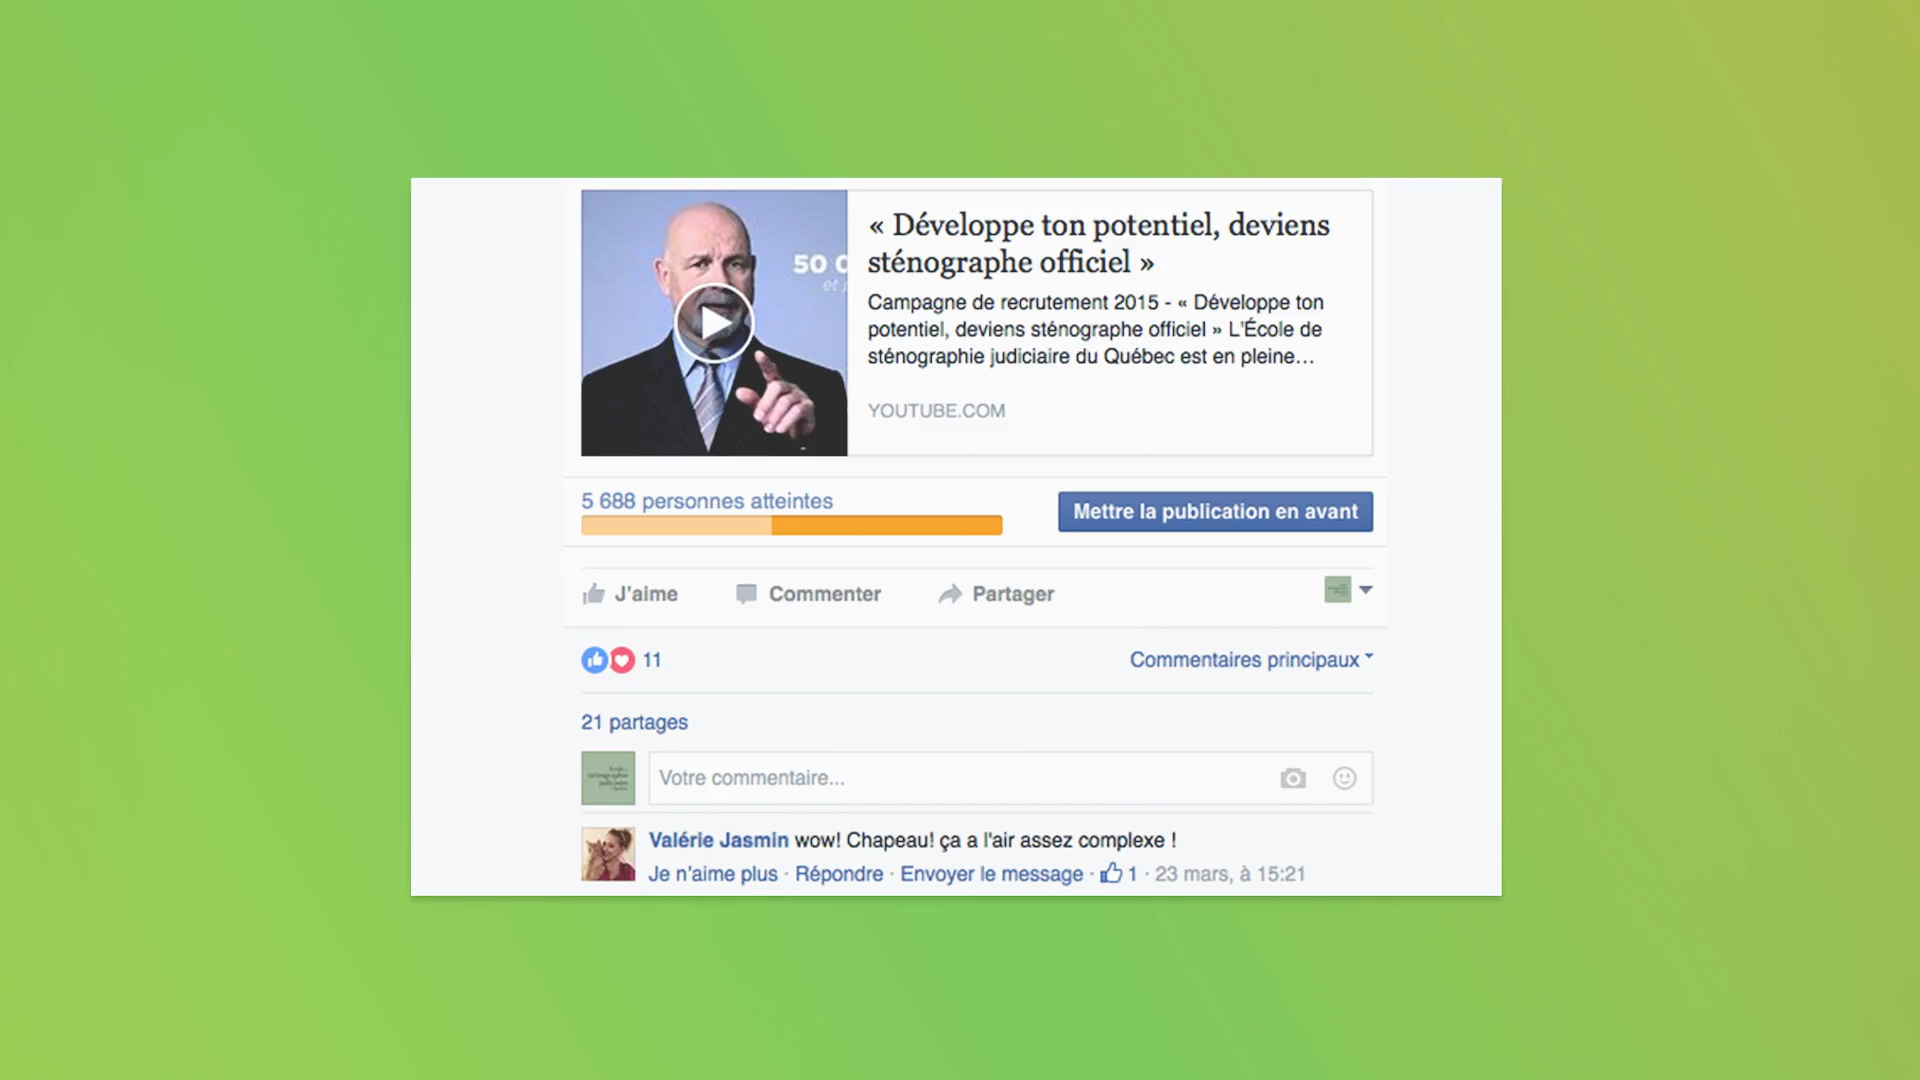 50
et
« Développe ton potentiel, deviens
sténographe officiel »
Campagne de recrutement 2015 - « Développe ton
potentiel, deviens sténographe officiel » L'École de
sténographie judiciaire du Québec est en pleine...
YOUTUBE.COM
5 688 personnes atteintes
Mettre la publication en avant
J'aime Commenter Partager
11 Commentaires principaux
21 partages
Votre commentaire...
Valérie Jasmin wow! Chapeau! ça a l'air assez complexe !
Je n'aime plus · Répondre · Envoyer le message · 1 · 23 mars, à 15:21